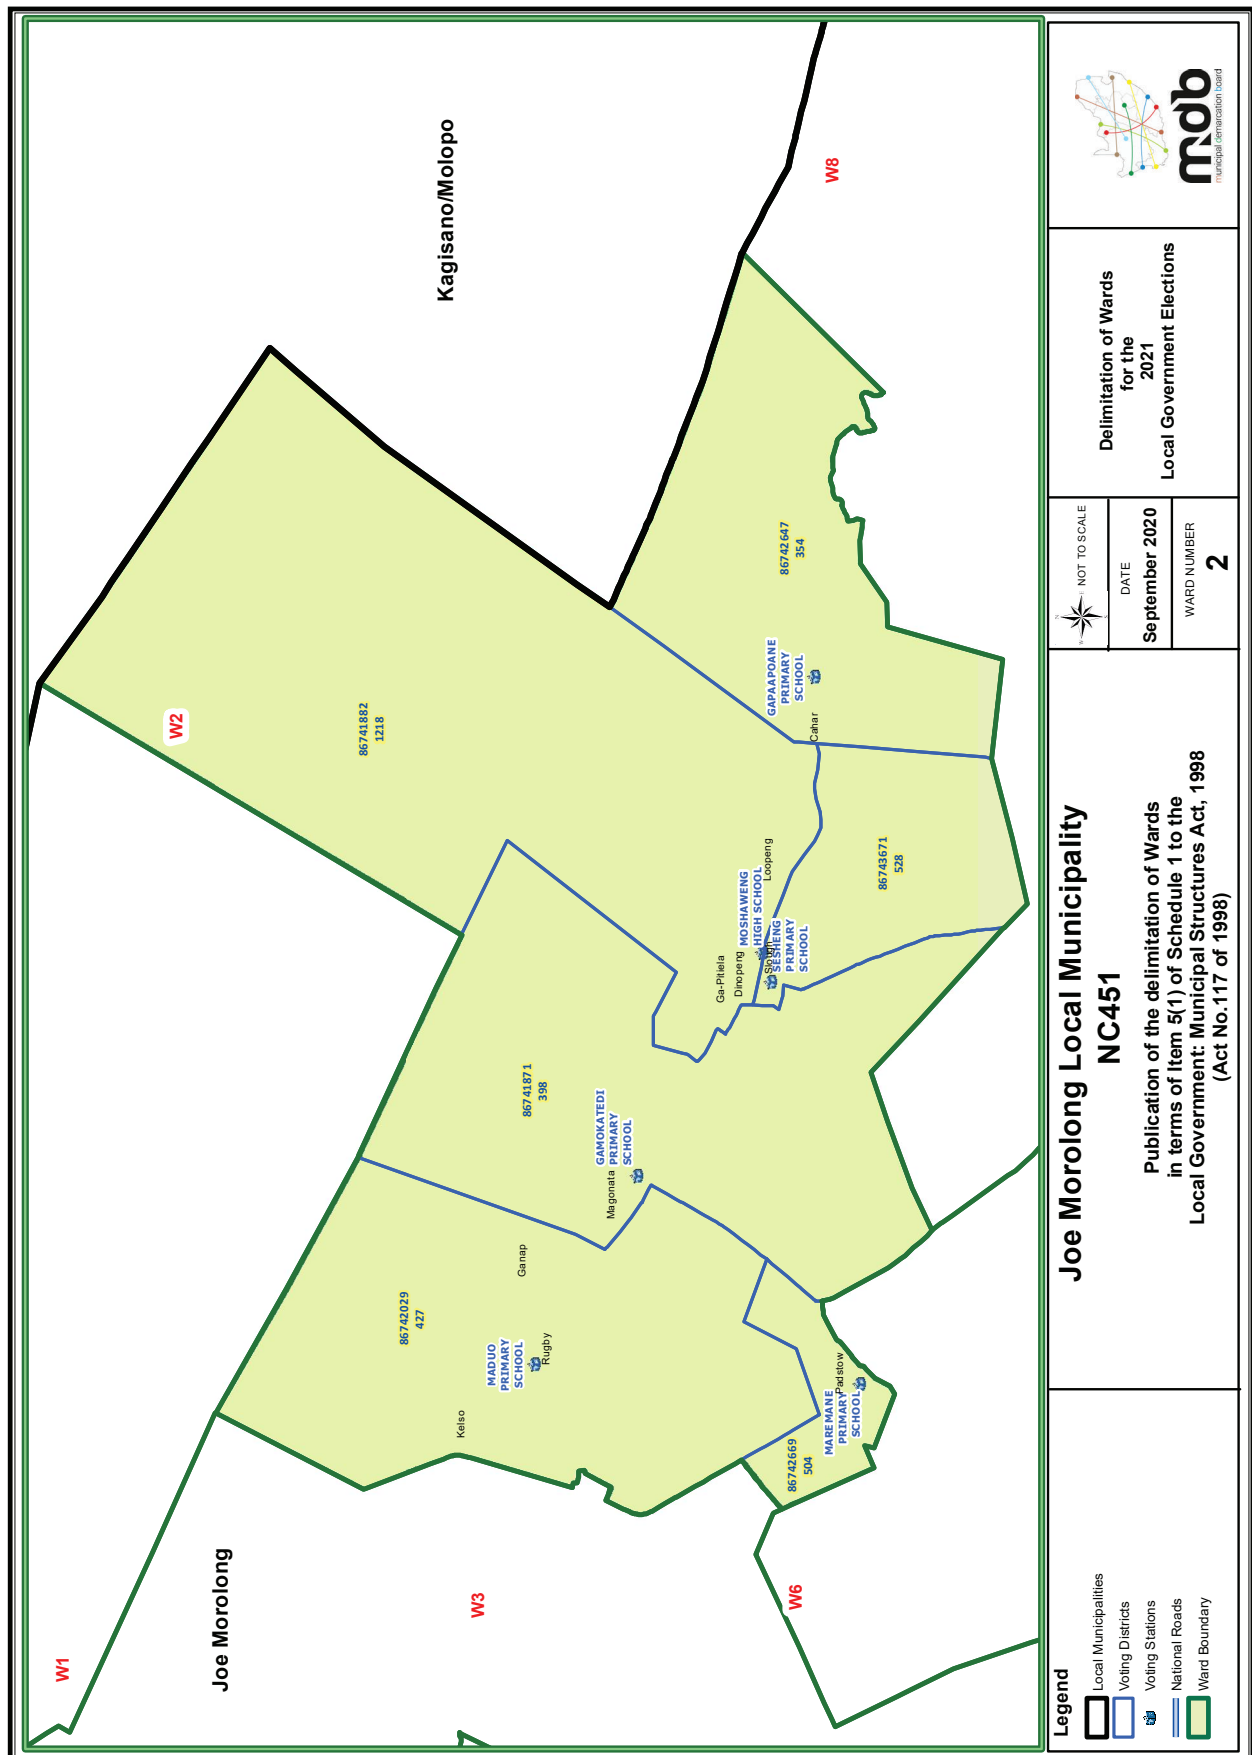 W1
Joe Morolong
W3
W6
W2
W8
Kagisano/Molopo
86741882
1218
86741871
398
86742029
427
86742669
504
86743671
528
86742647
354
MADUO
PRIMARY
SCHOOL
GAMOKATEDI
PRIMARY
SCHOOL
MAREMANE
PRIMARY
SCHOOL
MOSHAWENG
HIGH SCHOOL
SESHENG
PRIMARY
SCHOOL
GAPAAPOANE
PRIMARY
SCHOOL
Kelso
Rugby
Ganap
Magonata
Padstow
Ga-Pitiela
Dinopeng
Slough
Loopeng
Cahar
Legend
Local Municipalities
Voting Districts
Voting Stations
National Roads
Ward Boundary
Joe Morolong Local Municipality
NC451
Publication of the delimitation of Wards
in terms of Item 5(1) of Schedule 1 to the
Local Government: Municipal Structures Act, 1998
(Act No.117 of 1998)
N
W
E
S
NOT TO SCALE
DATE
September 2020
WARD NUMBER
2
Delimitation of Wards
for the
2021
Local Government Elections
mdb
municipal demarcation board